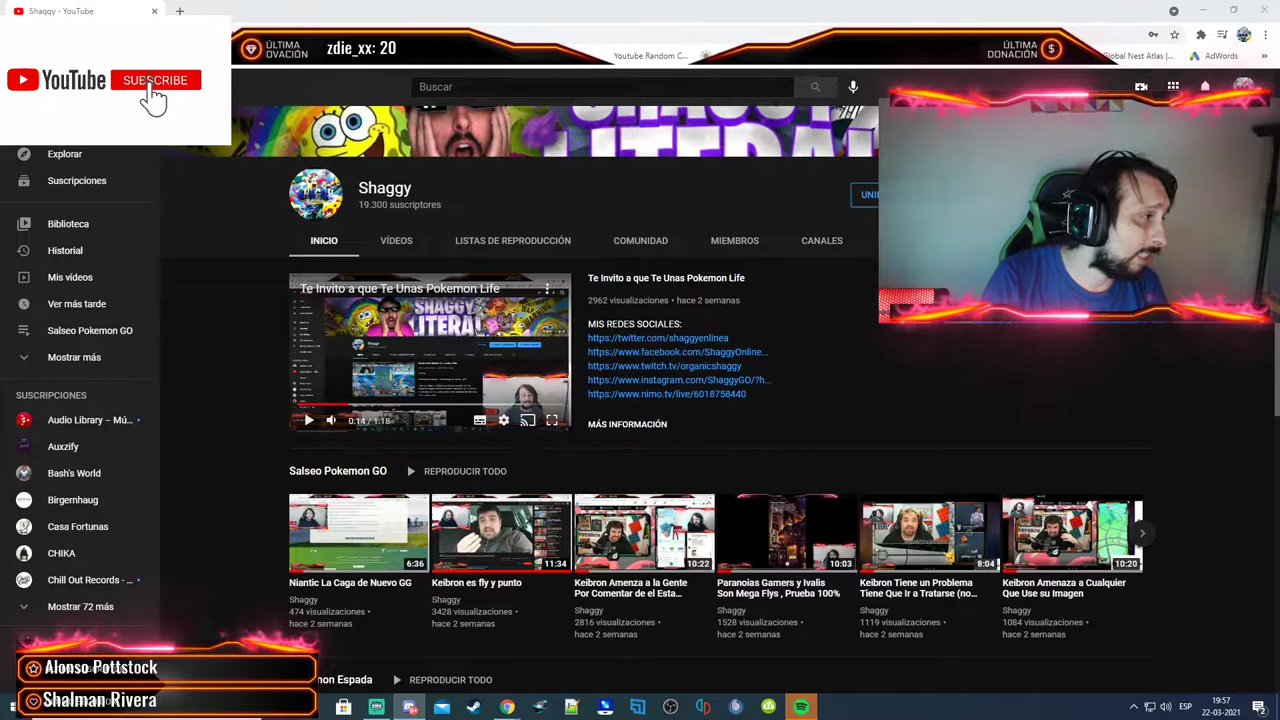 Shaggy - YouTube
ÚLTIMA
OVACIÓN
zdie_xx: 20
Youtube Random C...
ÚLTIMA
DONACIÓN
Global Nest Atlas |...
AdWords
YouTube
SUBSCRIBE
Buscar
Explorar
Suscripciones
Biblioteca
Historial
Mis vídeos
Ver más tarde
Salseo Pokemon GO
Mostrar más
SUSCRIPCIONES
Audio Library – Mú...
Auxzify
Bash's World
Birgernhaug
Casa Fortunas
CHIKA
Chill Out Records - ...
Mostrar 72 más
Shaggy
19.300 suscriptores
UNI
INICIO
VÍDEOS
LISTAS DE REPRODUCCIÓN
COMUNIDAD
MIEMBROS
CANALES
Te Invito a que Te Unas Pokemon Life
SHAGGY
LITERAL
0:14 / 1:18
Te Invito a que Te Unas Pokemon Life
2962 visualizaciones • hace 2 semanas
MIS REDES SOCIALES:
https://twitter.com/shaggyenlinea
https://www.facebook.com/ShaggyOnline...
https://www.twitch.tv/organicshaggy
https://www.instagram.com/ShaggyGO/?h...
https://www.nimo.tv/live/6018758440
MÁS INFORMACIÓN
Salseo Pokemon GO
REPRODUCIR TODO
6:36
11:34
10:22
10:03
8:04
10:20
Niantic La Caga de Nuevo GG
Shaggy
474 visualizaciones •
hace 2 semanas
Keibron es fly y punto
Shaggy
3428 visualizaciones •
hace 2 semanas
Keibron Amenza a la Gente
Por Comentar de el Esta...
Shaggy
2816 visualizaciones •
hace 2 semanas
Paranoias Gamers y Ivalis
Son Mega Flys , Prueba 100%
Shaggy
1528 visualizaciones •
hace 2 semanas
Keibron Tiene un Problema
Tiene Que Ir a Tratarse (no...
Shaggy
1119 visualizaciones •
hace 2 semanas
Keibron Amenaza a Cualquier
Que Use su Imagen
Shaggy
1084 visualizaciones •
hace 2 semanas
mon Espada
REPRODUCIR TODO
Alonso Pottstock
Shalman Rivera
ESP
19:57
22-03-2021